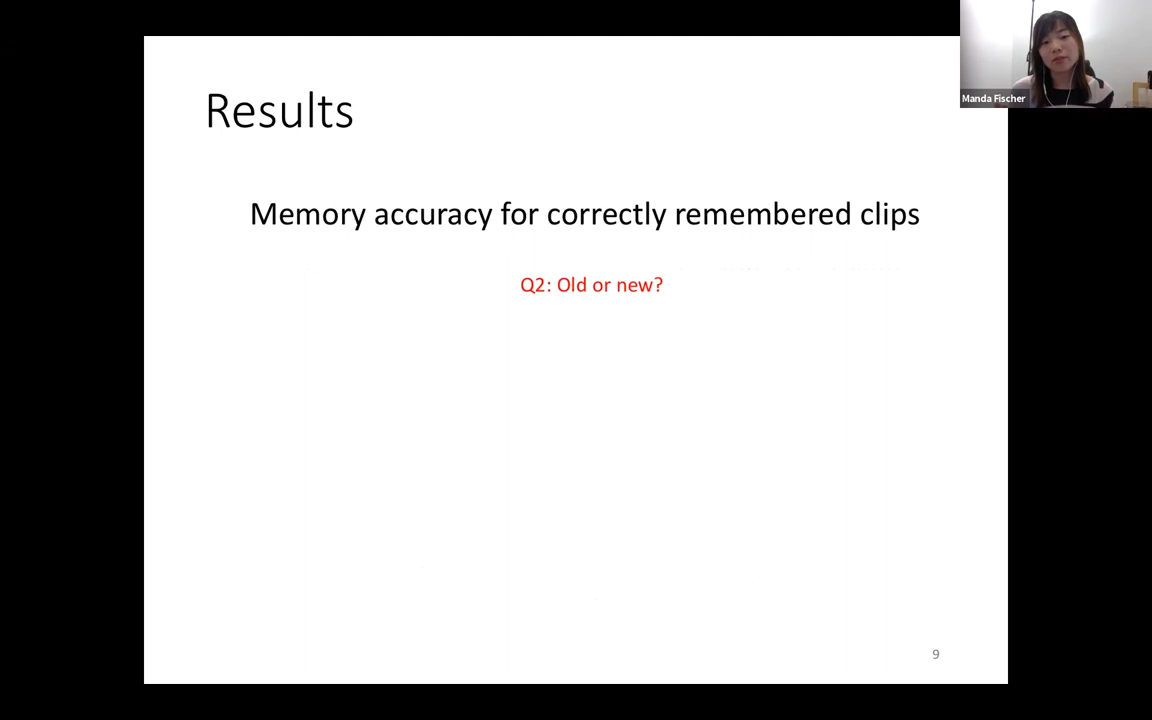 Manda Fischer
Results
Memory accuracy for correctly remembered clips
Q2: Old or new?
9